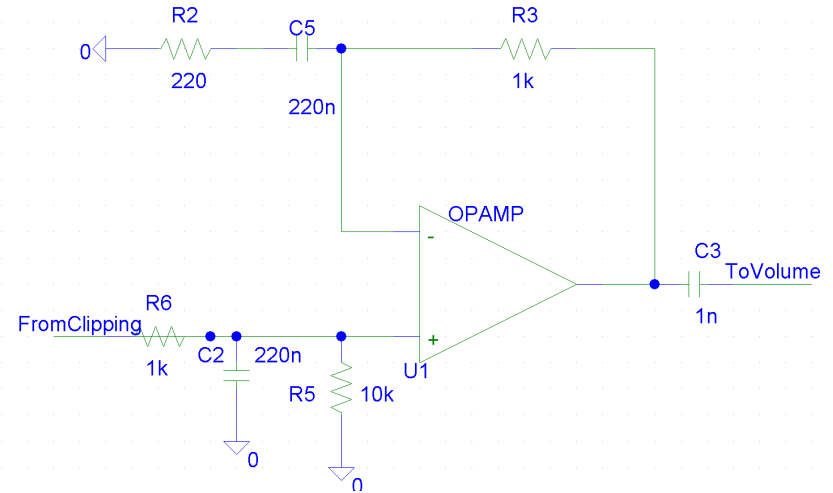 R2
C5
R3
0
220
220n
1k
OPAMP
-
C3
ToVolume
1n
R6
FromClipping
1k
C2
220n
+
U1
R5
10k
0
0